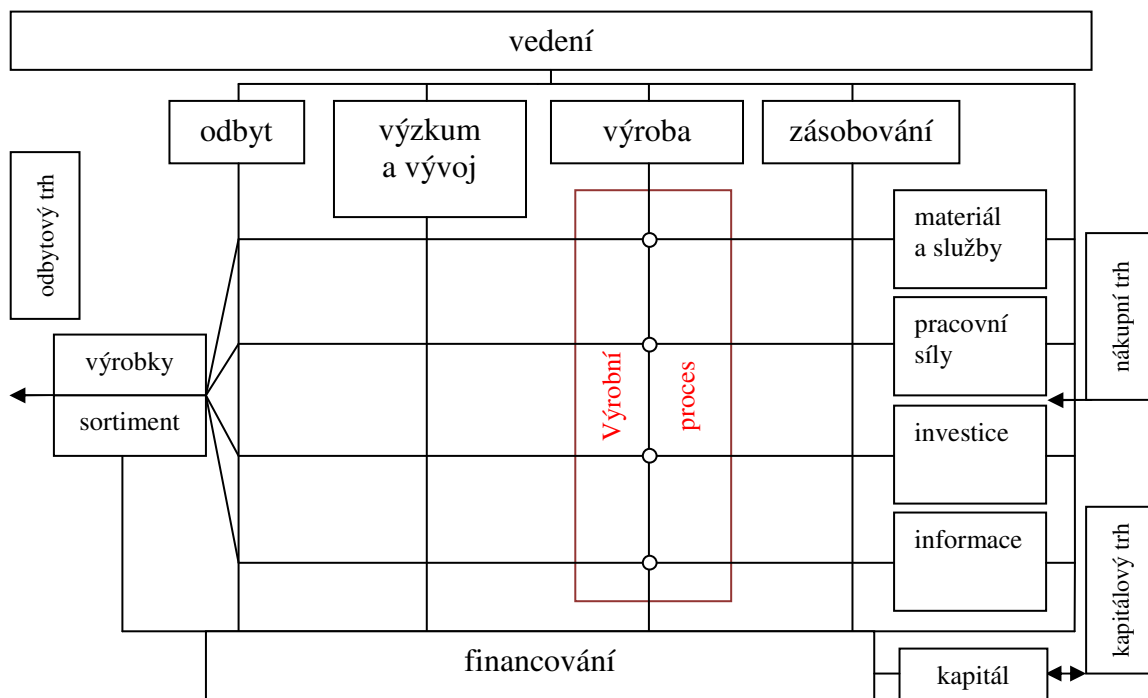 vedení
odbyt
výzkum
a vývoj
výroba
zásobování
odbytový trh
materiál
a služby
nákupní trh
pracovní
síly
výrobky
sortiment
Výrobní
proces
investice
informace
kapitálový trh
financování
kapitál